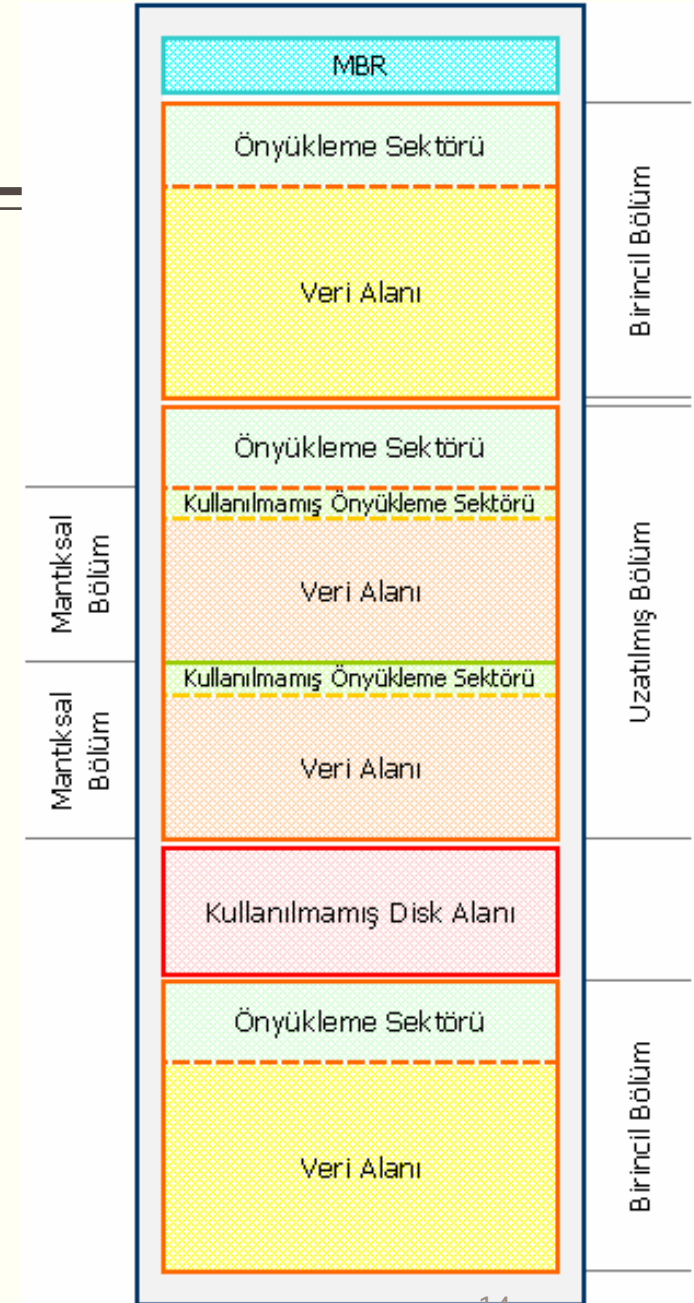 MBR
Önyükleme Sektörü
Veri Alanı
Birincil Bölüm
Önyükleme Sektörü
Kullanılmamış Önyükleme Sektörü
Veri Alanı
Mantıksal
Bölüm
Kullanılmamış Önyükleme Sektörü
Veri Alanı
Mantıksal
Bölüm
Uzatılmış Bölüm
Kullanılmamış Disk Alanı
Önyükleme Sektörü
Veri Alanı
Birincil Bölüm
14